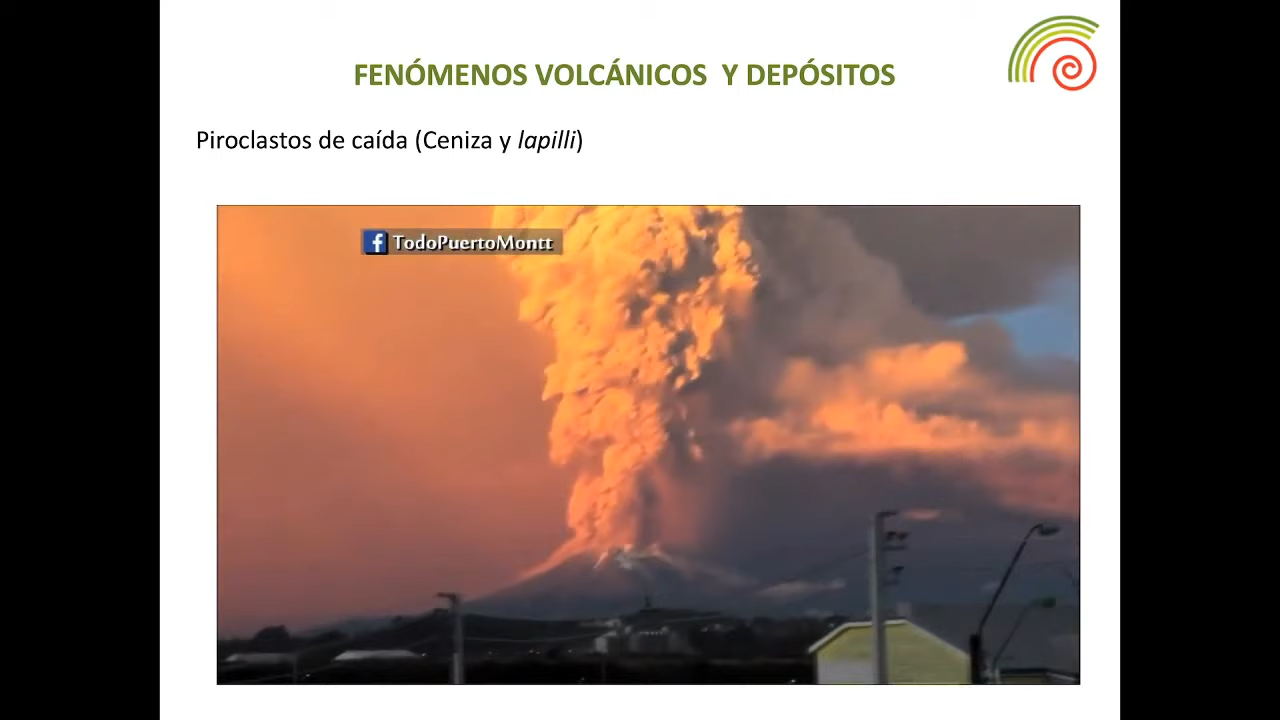 FENÓMENOS VOLCÁNICOS Y DEPÓSITOS
Piroclastos de caída (Ceniza y lapilli)
TodoPuertoMontt